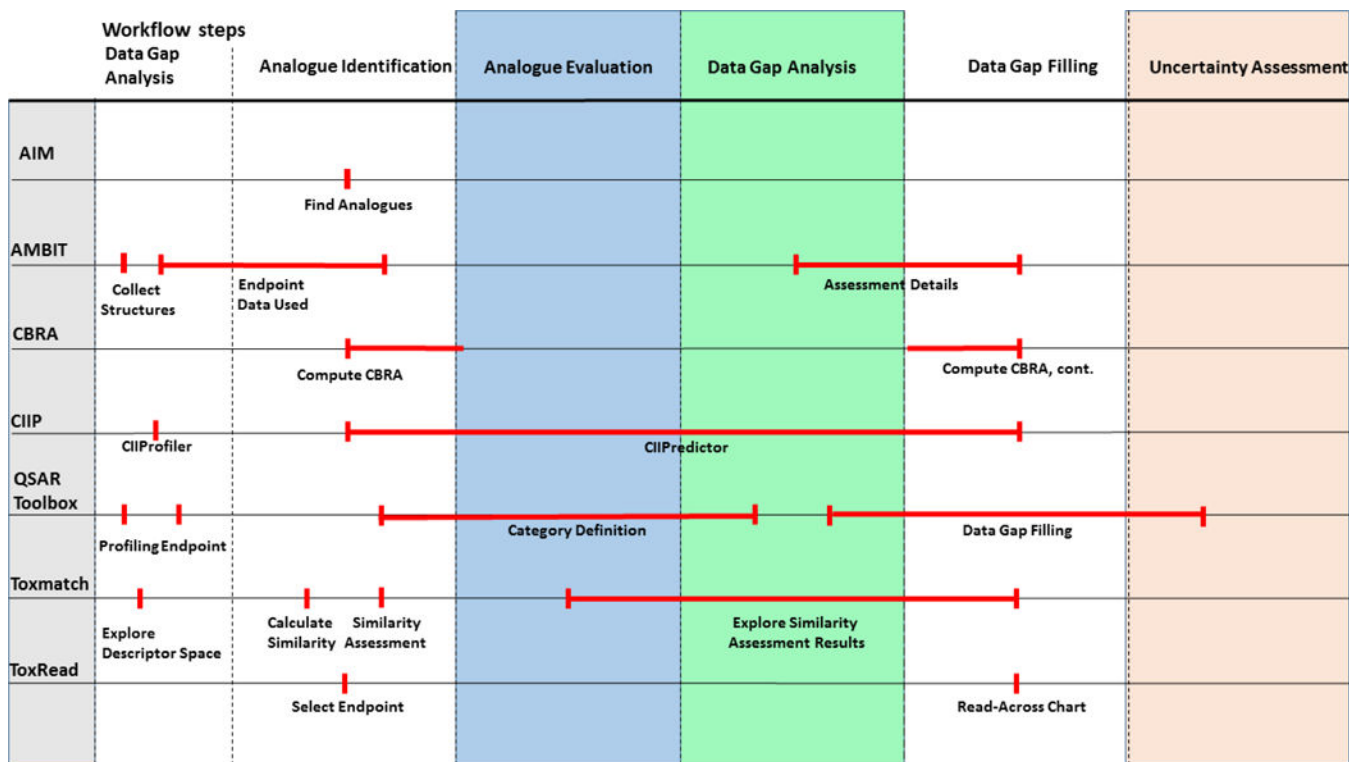 Workflow steps
Data Gap
Analysis
Analogue Identification
Analogue Evaluation
Data Gap Analysis
Data Gap Filling
Uncertainty Assessment
AIM
Find Analogues
AMBIT
Collect
Structures
Endpoint
Data Used
Assessment Details
CBRA
Compute CBRA
Compute CBRA, cont.
CIIP
CIIProfiler
CIIPredictor
QSAR
Toolbox
Profiling Endpoint
Category Definition
Data Gap Filling
Toxmatch
Explore
Descriptor Space
Calculate
Similarity
Similarity
Assessment
Explore Similarity
Assessment Results
ToxRead
Select Endpoint
Read-Across Chart